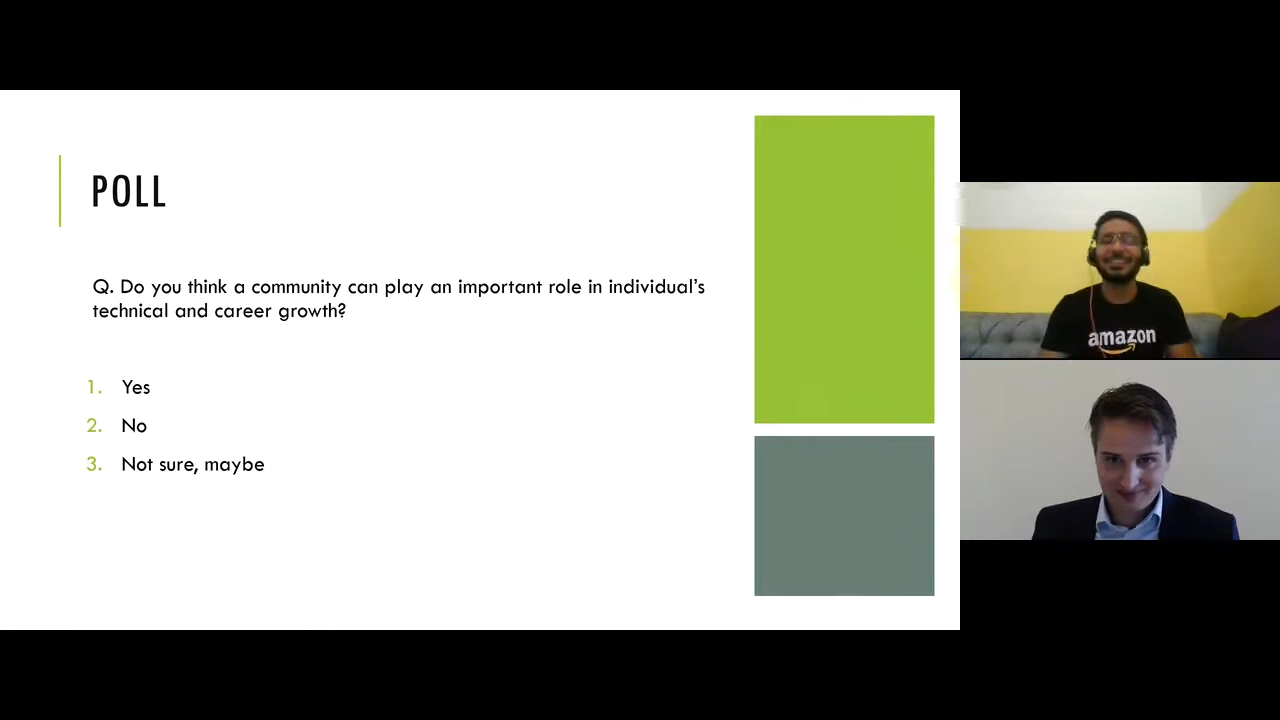 POLL
Q. Do you think a community can play an important role in individual’s
technical and career growth?
1. Yes
2. No
3. Not sure, maybe
amazon